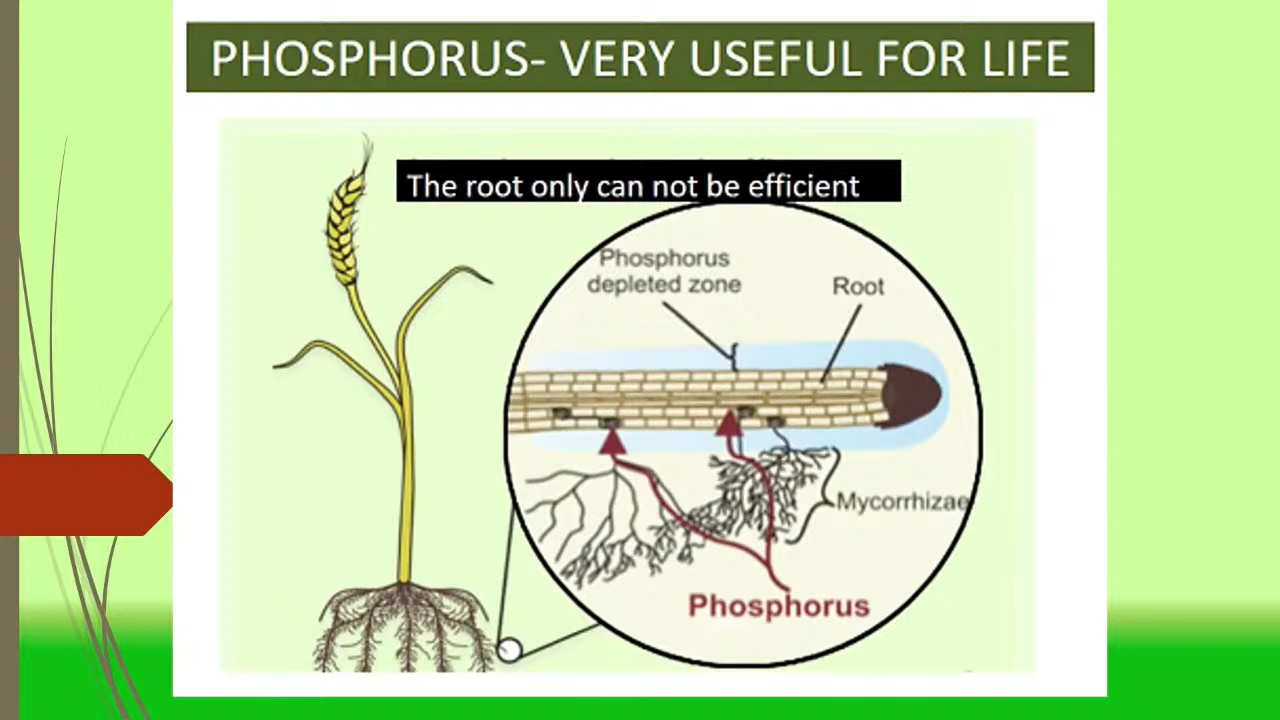 PHOSPHORUS- VERY USEFUL FOR LIFE
The root only can not be efficient
Phosphorus
depleted zone
Root
Mycorrhizae
Phosphorus